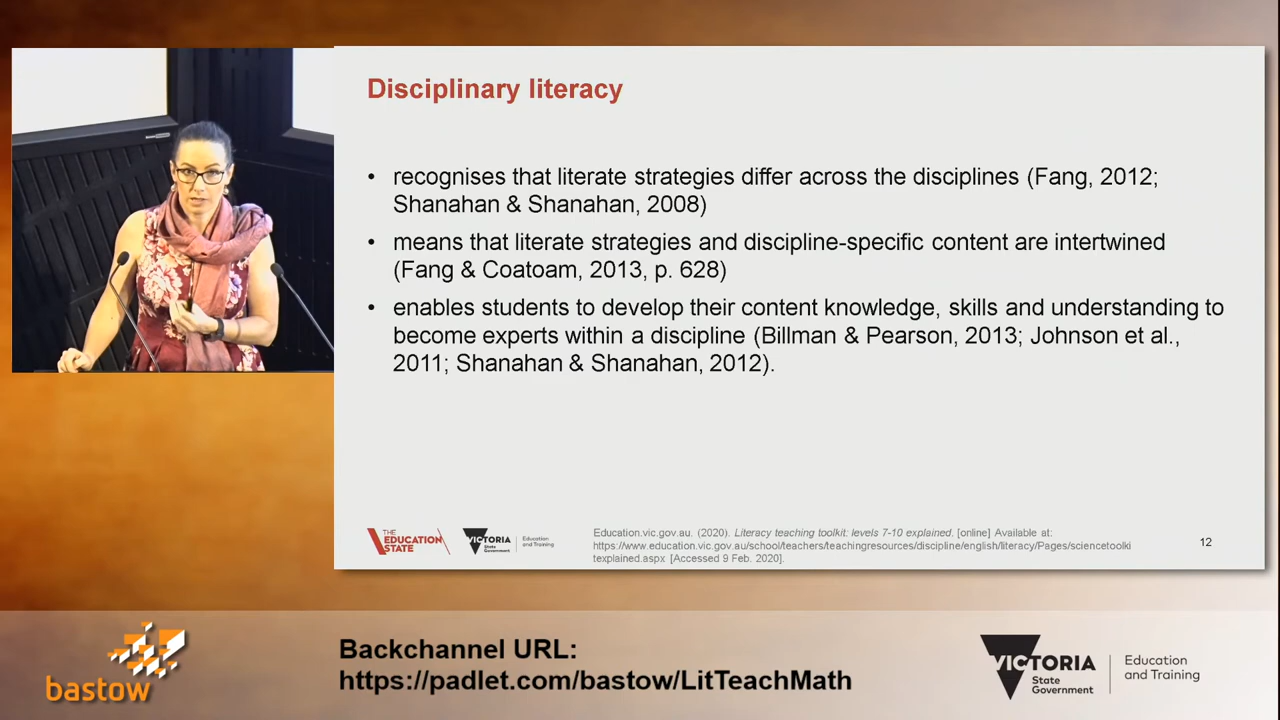 Disciplinary literacy
• recognises that literate strategies differ across the disciplines (Fang, 2012;
Shanahan & Shanahan, 2008)
• means that literate strategies and discipline-specific content are intertwined
(Fang & Coatoam, 2013, p. 628)
• enables students to develop their content knowledge, skills and understanding to
become experts within a discipline (Billman & Pearson, 2013; Johnson et al.,
2011; Shanahan & Shanahan, 2012).
THE
EDUCATION
STATE
VICTORIA
State
Government
Education
and Training
Education.vic.gov.au. (2020). Literacy teaching toolkit: levels 7-10 explained. [online] Available at:
https://www.education.vic.gov.au/school/teachers/teachingresources/discipline/english/literacy/Pages/sciencetoolki
texplained.aspx [Accessed 9 Feb. 2020].
12
bastow
Backchannel URL:
https://padlet.com/bastow/LitTeachMath
VICTORIA
State
Government
Education
and Training